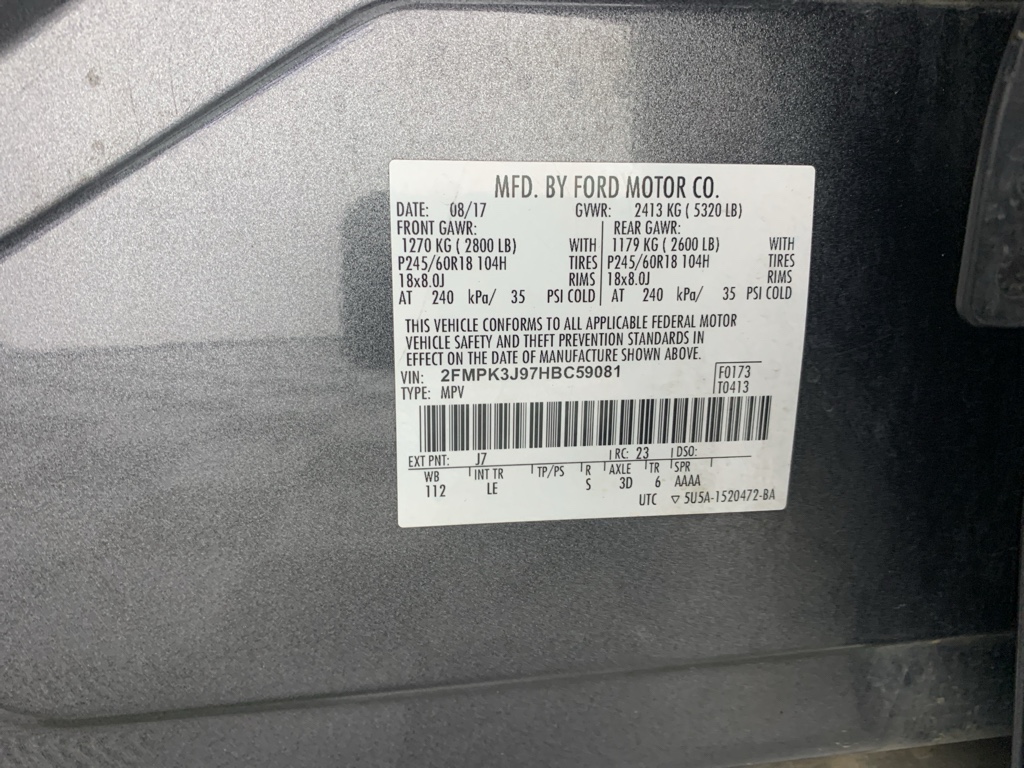 MFD. BY FORD MOTOR CO.
DATE: 08/17 GVWR: 2413 KG ( 5320 LB)
FRONT GAWR: REAR GAWR:
1270 KG ( 2800 LB) WITH 1179 KG ( 2600 LB) WITH
P245/60R18 104H TIRES P245/60R18 104H TIRES
18x8.0J RIMS 18x8.0J RIMS
AT 240 kPa/ 35 PSI COLD AT 240 kPa/ 35 PSI COLD
THIS VEHICLE CONFORMS TO ALL APPLICABLE FEDERAL MOTOR
VEHICLE SAFETY AND THEFT PREVENTION STANDARDS IN
EFFECT ON THE DATE OF MANUFACTURE SHOWN ABOVE.
VIN: 2FMPK3J97HBC59081 F0173
TYPE: MPV T0413
EXT PNT: J7 RC: 23 DSO:
WB INT TR TP/PS R AXLE TR SPR
112 LE S 3D 6 AAAA
UTC ▽ 5U5A-1520472-BA